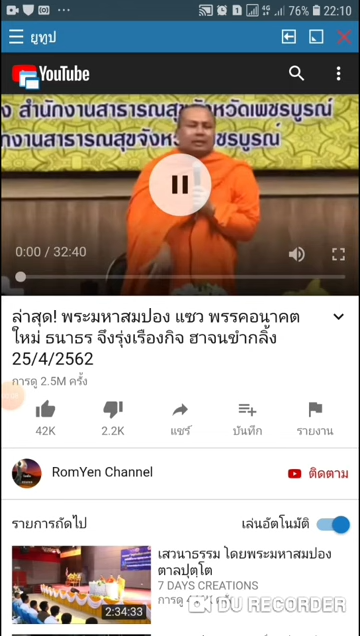 76% 22:10
ยูทูป
YouTube
ง สำนักงานสาธารณสุขจังหวัดเพชรบูรณ์
0:00 / 32:40
ล่าสุด! พระมหาสมปอง แซว พรรคอนาคต
ใหม่ ธนาธร จึงรุ่งเรืองกิจ ฮาจนขำกลิ้ง
25/4/2562
การดู 2.5M ครั้ง
42K 2.2K แชร์ บันทึก รายงาน
RomYen Channel ติดตาม
รายการถัดไป เล่นอัตโนมัติ
เสวนาธรรม โดยพระมหาสมปอง
ตาลปุตฺโต
7 DAYS CREATIONS
การดู
2:34:33
DU RECORDER